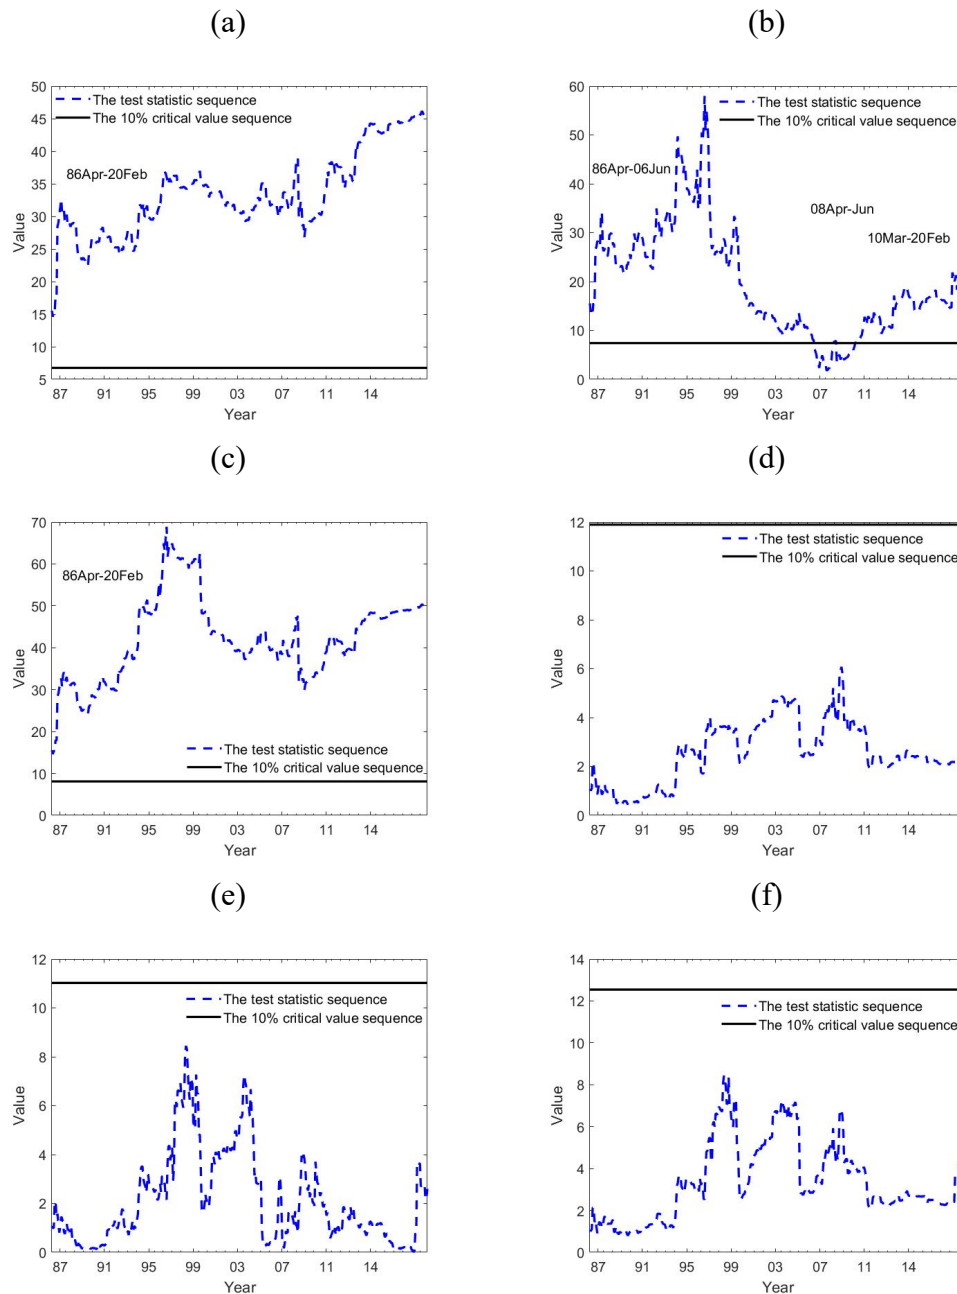 (a)
(b)
50
45
40
35
30
25
20
15
10
5
Value
The test statistic sequence
The 10% critical value sequence
86Apr-20Feb
87 91 95 99 03 07 11 14
Year
60
50
40
30
20
10
0
Value
The test statistic sequence
The 10% critical value sequence
86Apr-06Jun
08Apr-Jun
10Mar-20Feb
87 91 95 99 03 07 11 14
Year
(c)
(d)
70
60
50
40
30
20
10
0
Value
86Apr-20Feb
The test statistic sequence
The 10% critical value sequence
87 91 95 99 03 07 11 14
Year
12
10
8
6
4
2
0
Value
The test statistic sequence
The 10% critical value sequence
87 91 95 99 03 07 11 14
Year
(e)
(f)
12
10
8
6
4
2
0
Value
The test statistic sequence
The 10% critical value sequence
87 91 95 99 03 07 11 14
Year
14
12
10
8
6
4
2
0
Value
The test statistic sequence
The 10% critical value sequence
87 91 95 99 03 07 11 14
Year